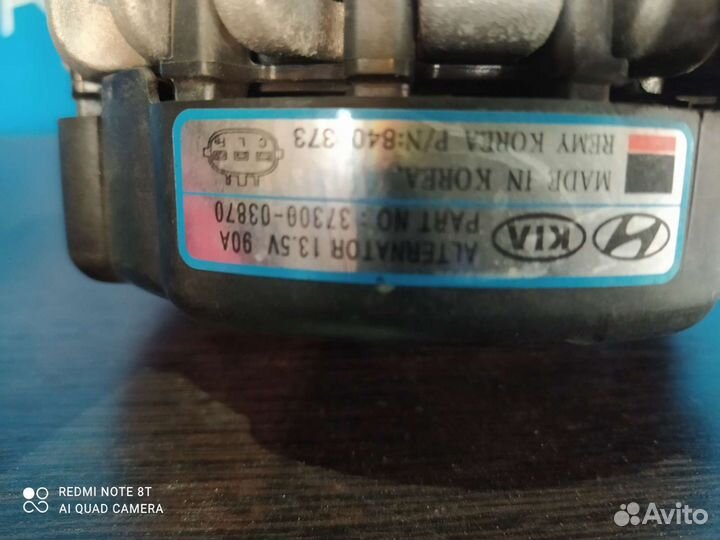 ALTERNATOR 13.5V 90A
PART NO : 37300-03870
KIA
MADE IN KOREA,
REMY KOREA P/N:840 373
C L F
REDMI NOTE 8T
AI QUAD CAMERA
Avito